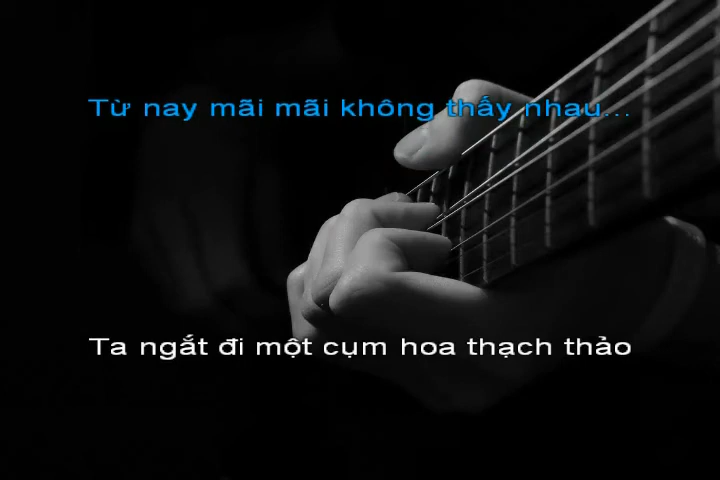 Từ nay mãi mãi không thấy nhau...
Ta ngắt đi một cụm hoa thạch thảo